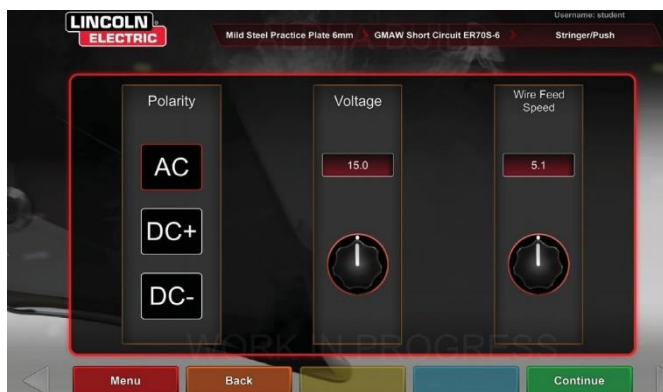 LINCOLN
ELECTRIC
Username: student
Mild Steel Practice Plate 6mm
GMAW Short Circuit ER70S-6
Stringer/Push
Polarity
Voltage
Wire Feed
Speed
AC
15.0
5.1
DC+
DC-
WORK IN PROGRESS
Menu
Back
Continue